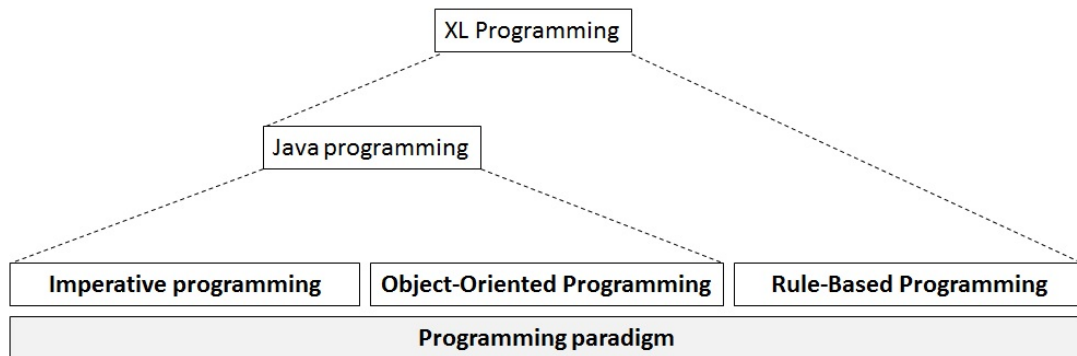 XL Programming
Java programming
Imperative programming
Object-Oriented Programming
Rule-Based Programming
Programming paradigm